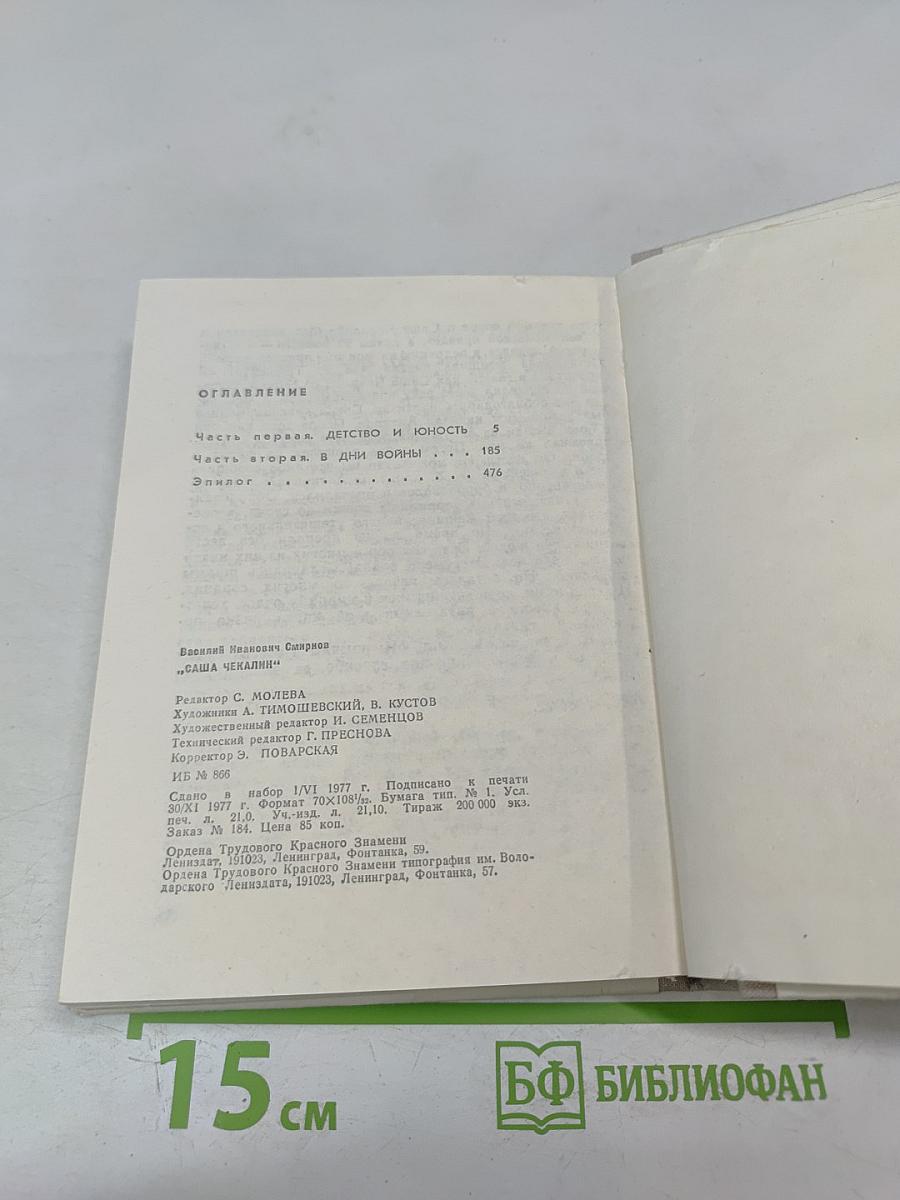 ОГЛАВЛЕНИЕ
Часть первая. ДЕТСТВО И ЮНОСТЬ 5
Часть вторая. В ДНИ ВОЙНЫ . . . 185
Эпилог . . . . . . . . . . . . . 476
Василий Иванович Смирнов
„САША ЧЕКАЛИН“
Редактор С. МОЛЕВА
Художники А. ТИМОШЕВСКИЙ, В. КУСТОВ
Художественный редактор И. СЕМЕНЦОВ
Технический редактор Г. ПРЕСНОВА
Корректор Э. ПОВАРСКАЯ
ИБ № 866
Сдано в набор 1/VI 1977 г. Подписано к печати
30/XI 1977 г. Формат 70×108¹/₃₂. Бумага тип. № 1. Усл.
печ. л. 21,0. Уч.-изд. л. 21,10. Тираж 200 000 экз.
Заказ № 184. Цена 85 коп.
Ордена Трудового Красного Знамени
Лениздат, 191023, Ленинград, Фонтанка, 59.
Ордена Трудового Красного Знамени типография им. Воло-
дарского Лениздата, 191023, Ленинград, Фонтанка, 57.
15 см
БФ БИБЛИОФАН